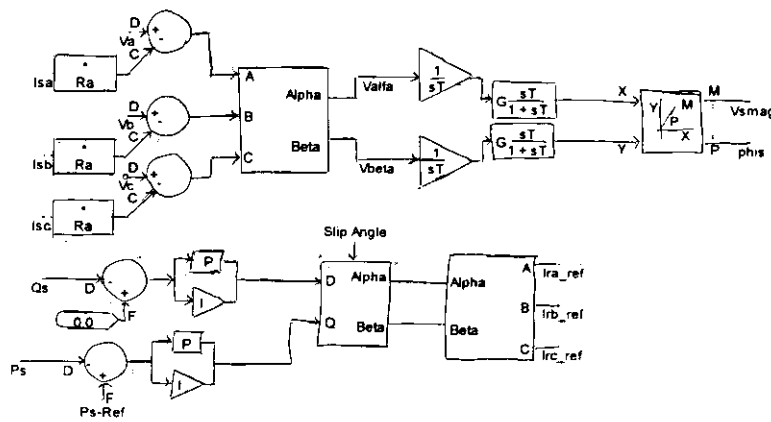 D
Va
C
Isa
Ra
D
Vb
C
Isb
Ra
D
Vc
C
Isc
Ra
A
B
C
Alpha
Beta
Valfa
Vbeta
1
sT
1
sT
G sT
1 + sT
G sT
1 + sT
X
Y
Y M
P
X
M
Vsmag
P
phis
Slip Angle
Qs
D
-
+
F
0.0
P
I
Ps
D
-
+
F
Ps-Ref
P
I
D
Q
Alpha
Beta
Alpha
Beta
A
Ira_ref
B
Irb_ref
C
Irc_ref